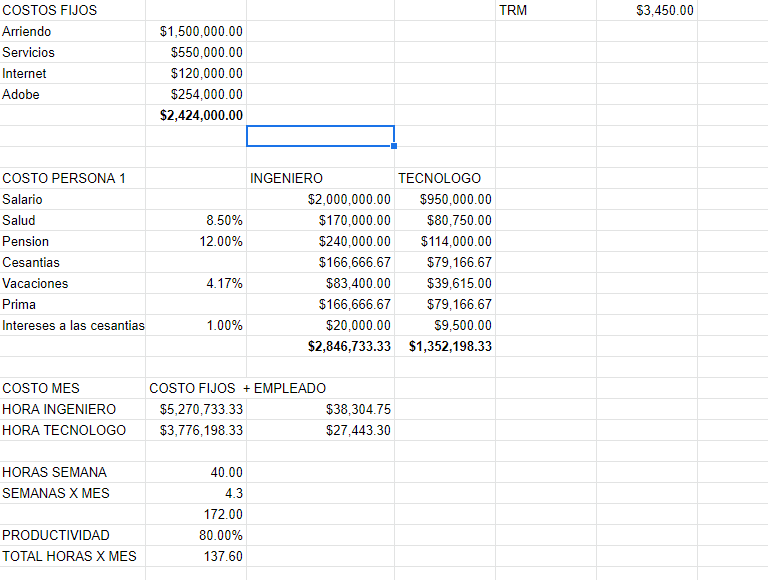 COSTOS FIJOS TRM $3,450.00
Arriendo $1,500,000.00
Servicios $550,000.00
Internet $120,000.00
Adobe $254,000.00
$2,424,000.00
COSTO PERSONA 1 INGENIERO TECNOLOGO
Salario $2,000,000.00 $950,000.00
Salud 8.50% $170,000.00 $80,750.00
Pension 12.00% $240,000.00 $114,000.00
Cesantias $166,666.67 $79,166.67
Vacaciones 4.17% $83,400.00 $39,615.00
Prima $166,666.67 $79,166.67
Intereses a las cesantias 1.00% $20,000.00 $9,500.00
$2,846,733.33 $1,352,198.33
COSTO MES COSTO FIJOS + EMPLEADO
HORA INGENIERO $5,270,733.33 $38,304.75
HORA TECNOLOGO $3,776,198.33 $27,443.30
HORAS SEMANA 40.00
SEMANAS X MES 4.3
172.00
PRODUCTIVIDAD 80.00%
TOTAL HORAS X MES 137.60